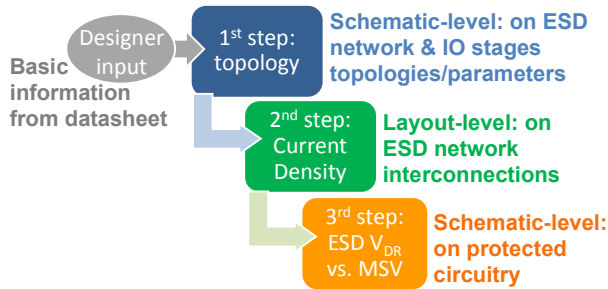 Designer
input
Basic
information
from datasheet
1st step:
topology
Schematic-level: on ESD
network & IO stages
topologies/parameters
2nd step:
Current
Density
Layout-level: on
ESD network
interconnections
3rd step:
ESD VDR
vs. MSV
Schematic-level:
on protected
circuitry